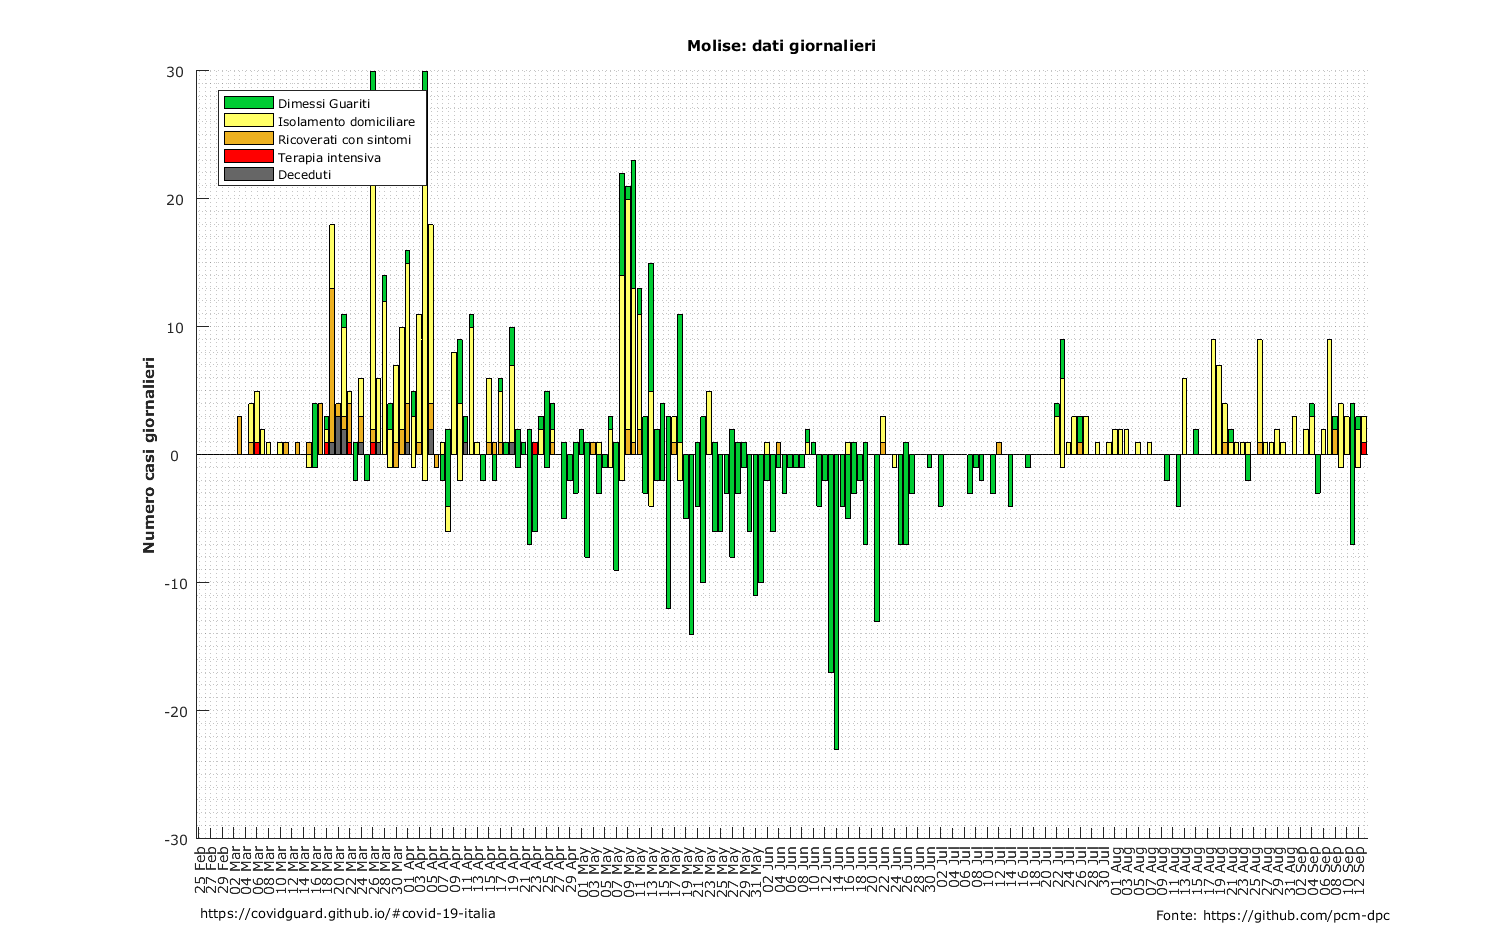 Molise: dati giornalieri
30
Dimessi Guariti
Isolamento domiciliare
Ricoverati con sintomi
Terapia intensiva
Deceduti
20
10
0
-10
-20
-30
Numero casi giornalieri
25 Feb
27 Feb
29 Feb
02 Mar
04 Mar
06 Mar
08 Mar
10 Mar
12 Mar
14 Mar
16 Mar
18 Mar
20 Mar
22 Mar
24 Mar
26 Mar
28 Mar
30 Mar
01 Apr
03 Apr
05 Apr
07 Apr
09 Apr
11 Apr
13 Apr
15 Apr
17 Apr
19 Apr
21 Apr
23 Apr
25 Apr
27 Apr
29 Apr
01 May
03 May
05 May
07 May
09 May
11 May
13 May
15 May
17 May
19 May
21 May
23 May
25 May
27 May
29 May
31 May
02 Jun
04 Jun
06 Jun
08 Jun
10 Jun
12 Jun
14 Jun
16 Jun
18 Jun
20 Jun
22 Jun
24 Jun
26 Jun
28 Jun
30 Jun
02 Jul
04 Jul
06 Jul
08 Jul
10 Jul
12 Jul
14 Jul
16 Jul
18 Jul
20 Jul
22 Jul
24 Jul
26 Jul
28 Jul
30 Jul
01 Aug
03 Aug
05 Aug
07 Aug
09 Aug
11 Aug
13 Aug
15 Aug
17 Aug
19 Aug
21 Aug
23 Aug
25 Aug
27 Aug
29 Aug
31 Aug
02 Sep
04 Sep
06 Sep
08 Sep
10 Sep
12 Sep
https://covidguard.github.io/#covid-19-italia
Fonte: https://github.com/pcm-dpc